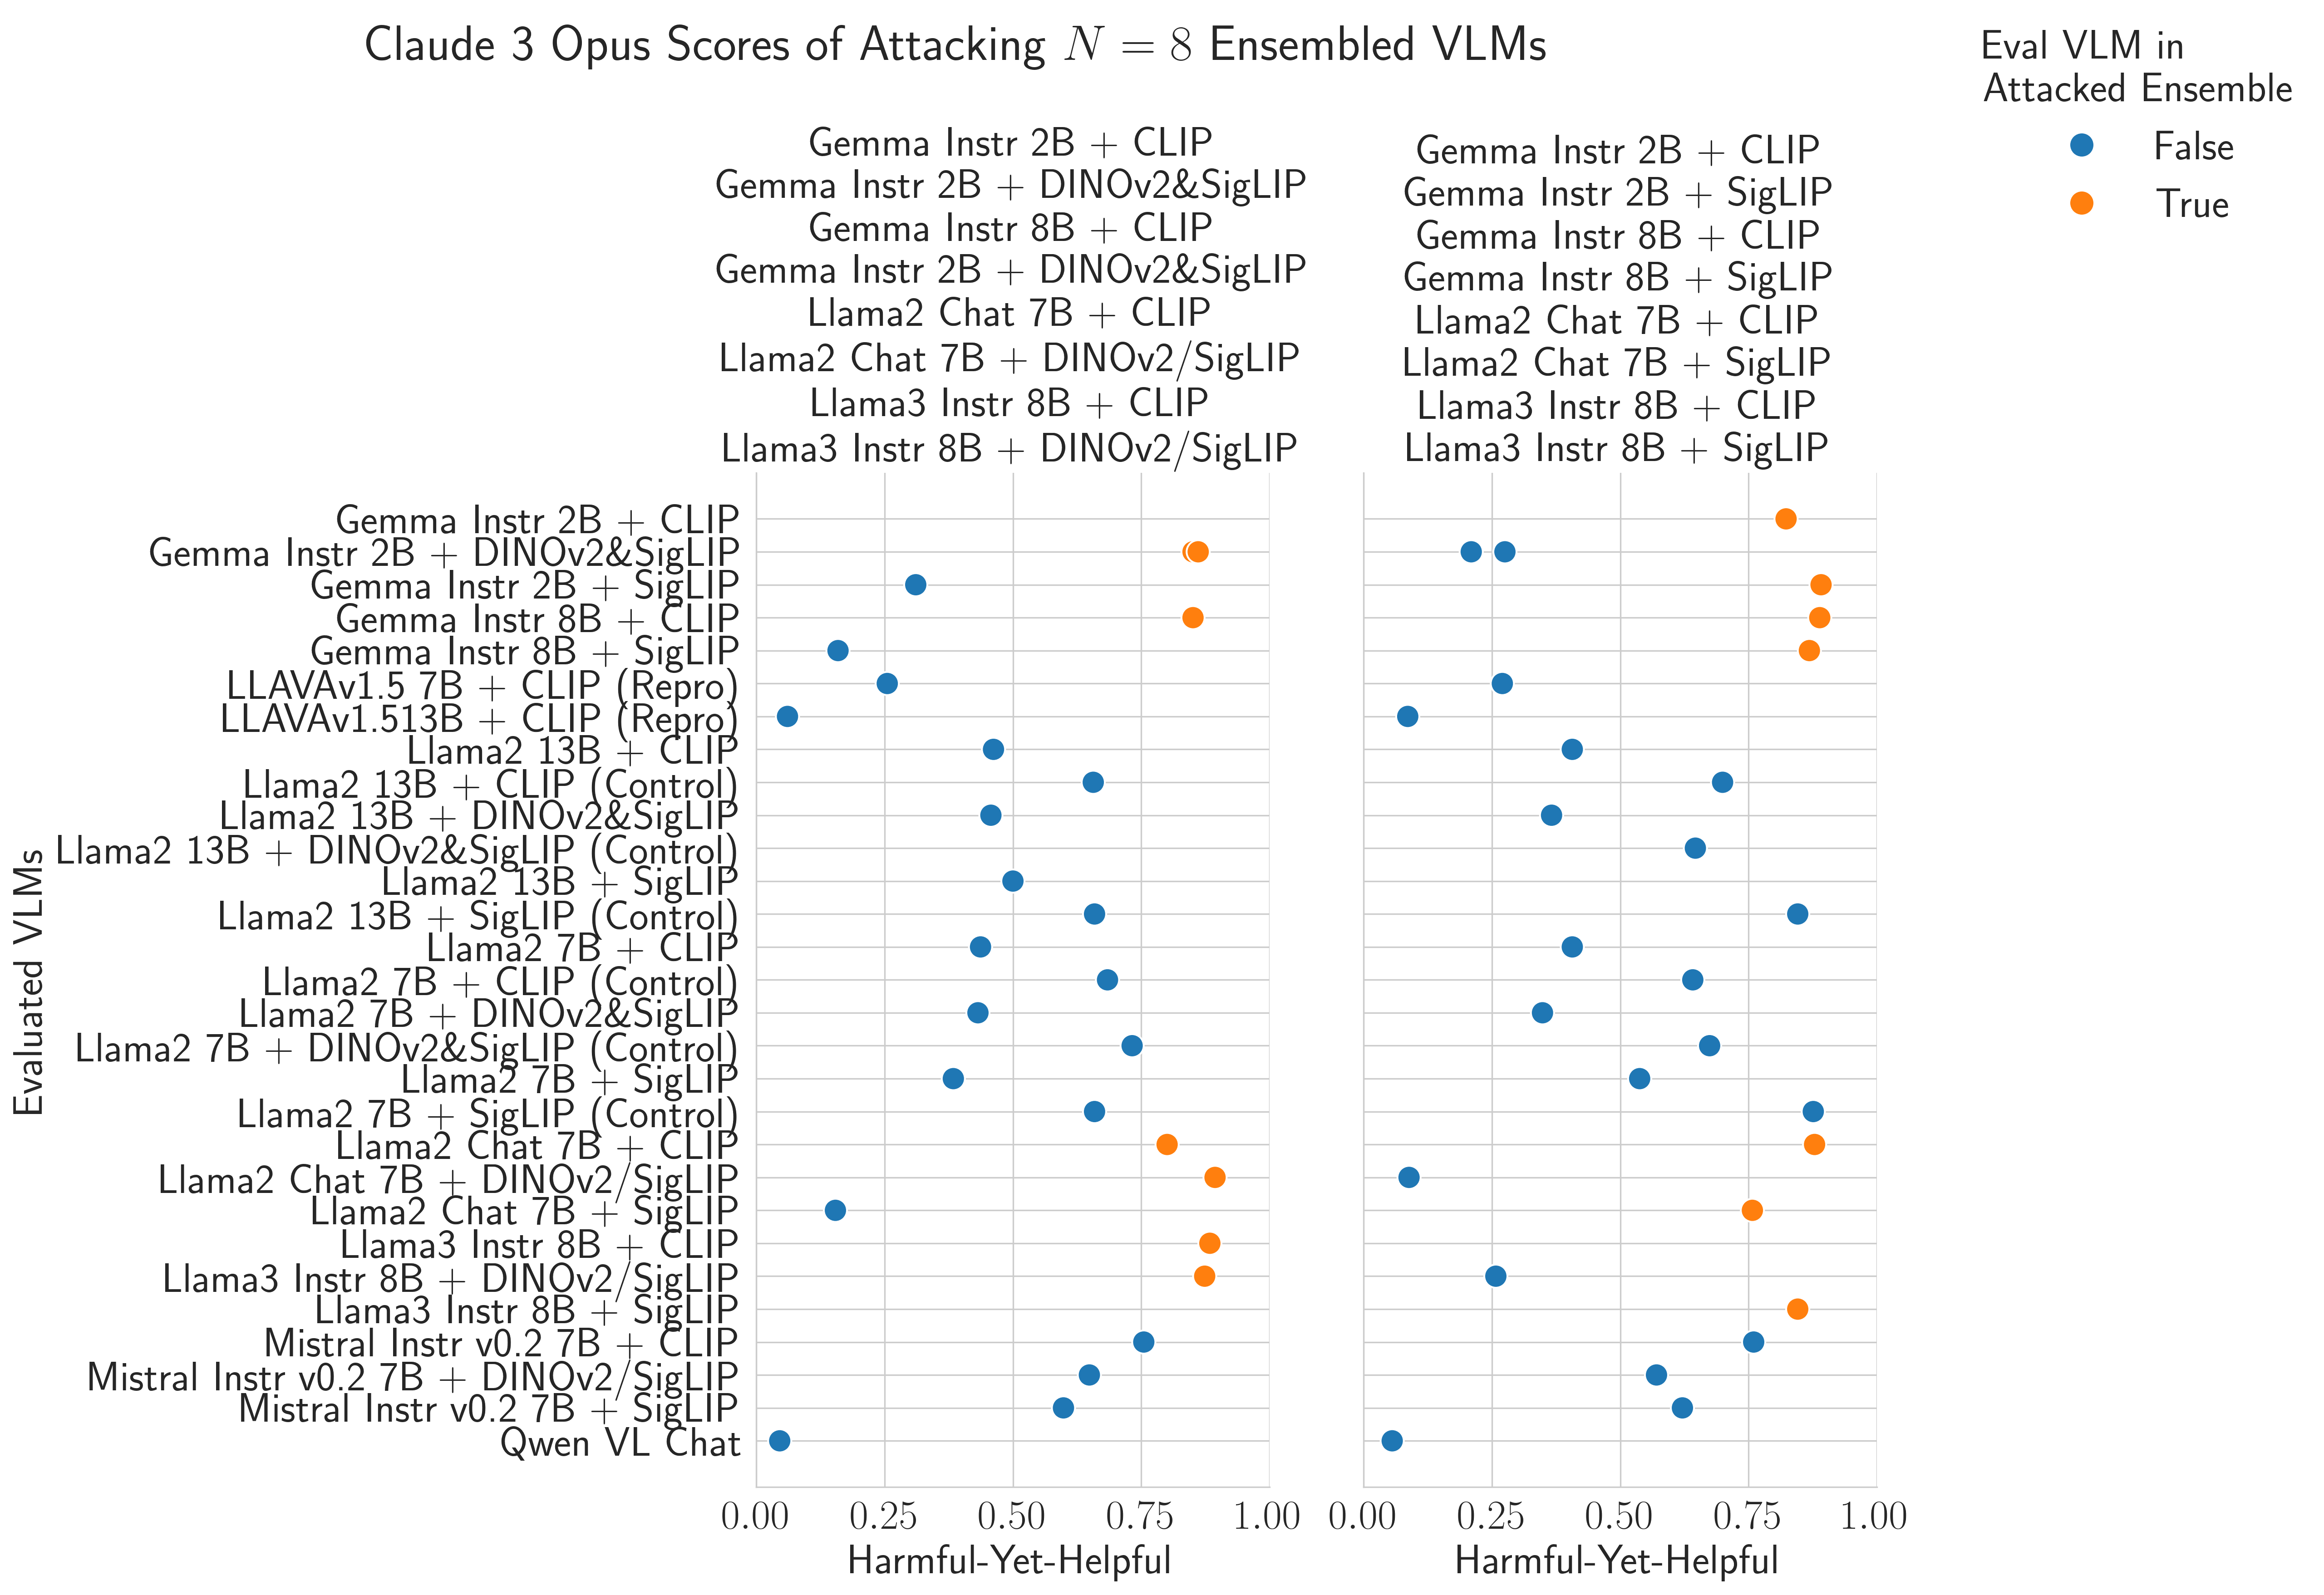 Claude 3 Opus Scores of Attacking N = 8 Ensembled VLMs
Eval VLM in
Attacked Ensemble
False
True
Gemma Instr 2B + CLIP
Gemma Instr 2B + DINOv2&SigLIP
Gemma Instr 8B + CLIP
Gemma Instr 2B + DINOv2&SigLIP
Llama2 Chat 7B + CLIP
Llama2 Chat 7B + DINOv2/SigLIP
Llama3 Instr 8B + CLIP
Llama3 Instr 8B + DINOv2/SigLIP
Gemma Instr 2B + CLIP
Gemma Instr 2B + SigLIP
Gemma Instr 8B + CLIP
Gemma Instr 8B + SigLIP
Llama2 Chat 7B + CLIP
Llama2 Chat 7B + SigLIP
Llama3 Instr 8B + CLIP
Llama3 Instr 8B + SigLIP
Evaluated VLMs
Gemma Instr 2B + CLIP
Gemma Instr 2B + DINOv2&SigLIP
Gemma Instr 2B + SigLIP
Gemma Instr 8B + CLIP
Gemma Instr 8B + SigLIP
LLAVAv1.5 7B + CLIP (Repro)
LLAVAv1.513B + CLIP (Repro)
Llama2 13B + CLIP
Llama2 13B + CLIP (Control)
Llama2 13B + DINOv2&SigLIP
Llama2 13B + DINOv2&SigLIP (Control)
Llama2 13B + SigLIP
Llama2 13B + SigLIP (Control)
Llama2 7B + CLIP
Llama2 7B + CLIP (Control)
Llama2 7B + DINOv2&SigLIP
Llama2 7B + DINOv2&SigLIP (Control)
Llama2 7B + SigLIP
Llama2 7B + SigLIP (Control)
Llama2 Chat 7B + CLIP
Llama2 Chat 7B + DINOv2/SigLIP
Llama2 Chat 7B + SigLIP
Llama3 Instr 8B + CLIP
Llama3 Instr 8B + DINOv2/SigLIP
Llama3 Instr 8B + SigLIP
Mistral Instr v0.2 7B + CLIP
Mistral Instr v0.2 7B + DINOv2/SigLIP
Mistral Instr v0.2 7B + SigLIP
Qwen VL Chat
0.00 0.25 0.50 0.75 1.00
0.00 0.25 0.50 0.75 1.00
Harmful-Yet-Helpful
Harmful-Yet-Helpful